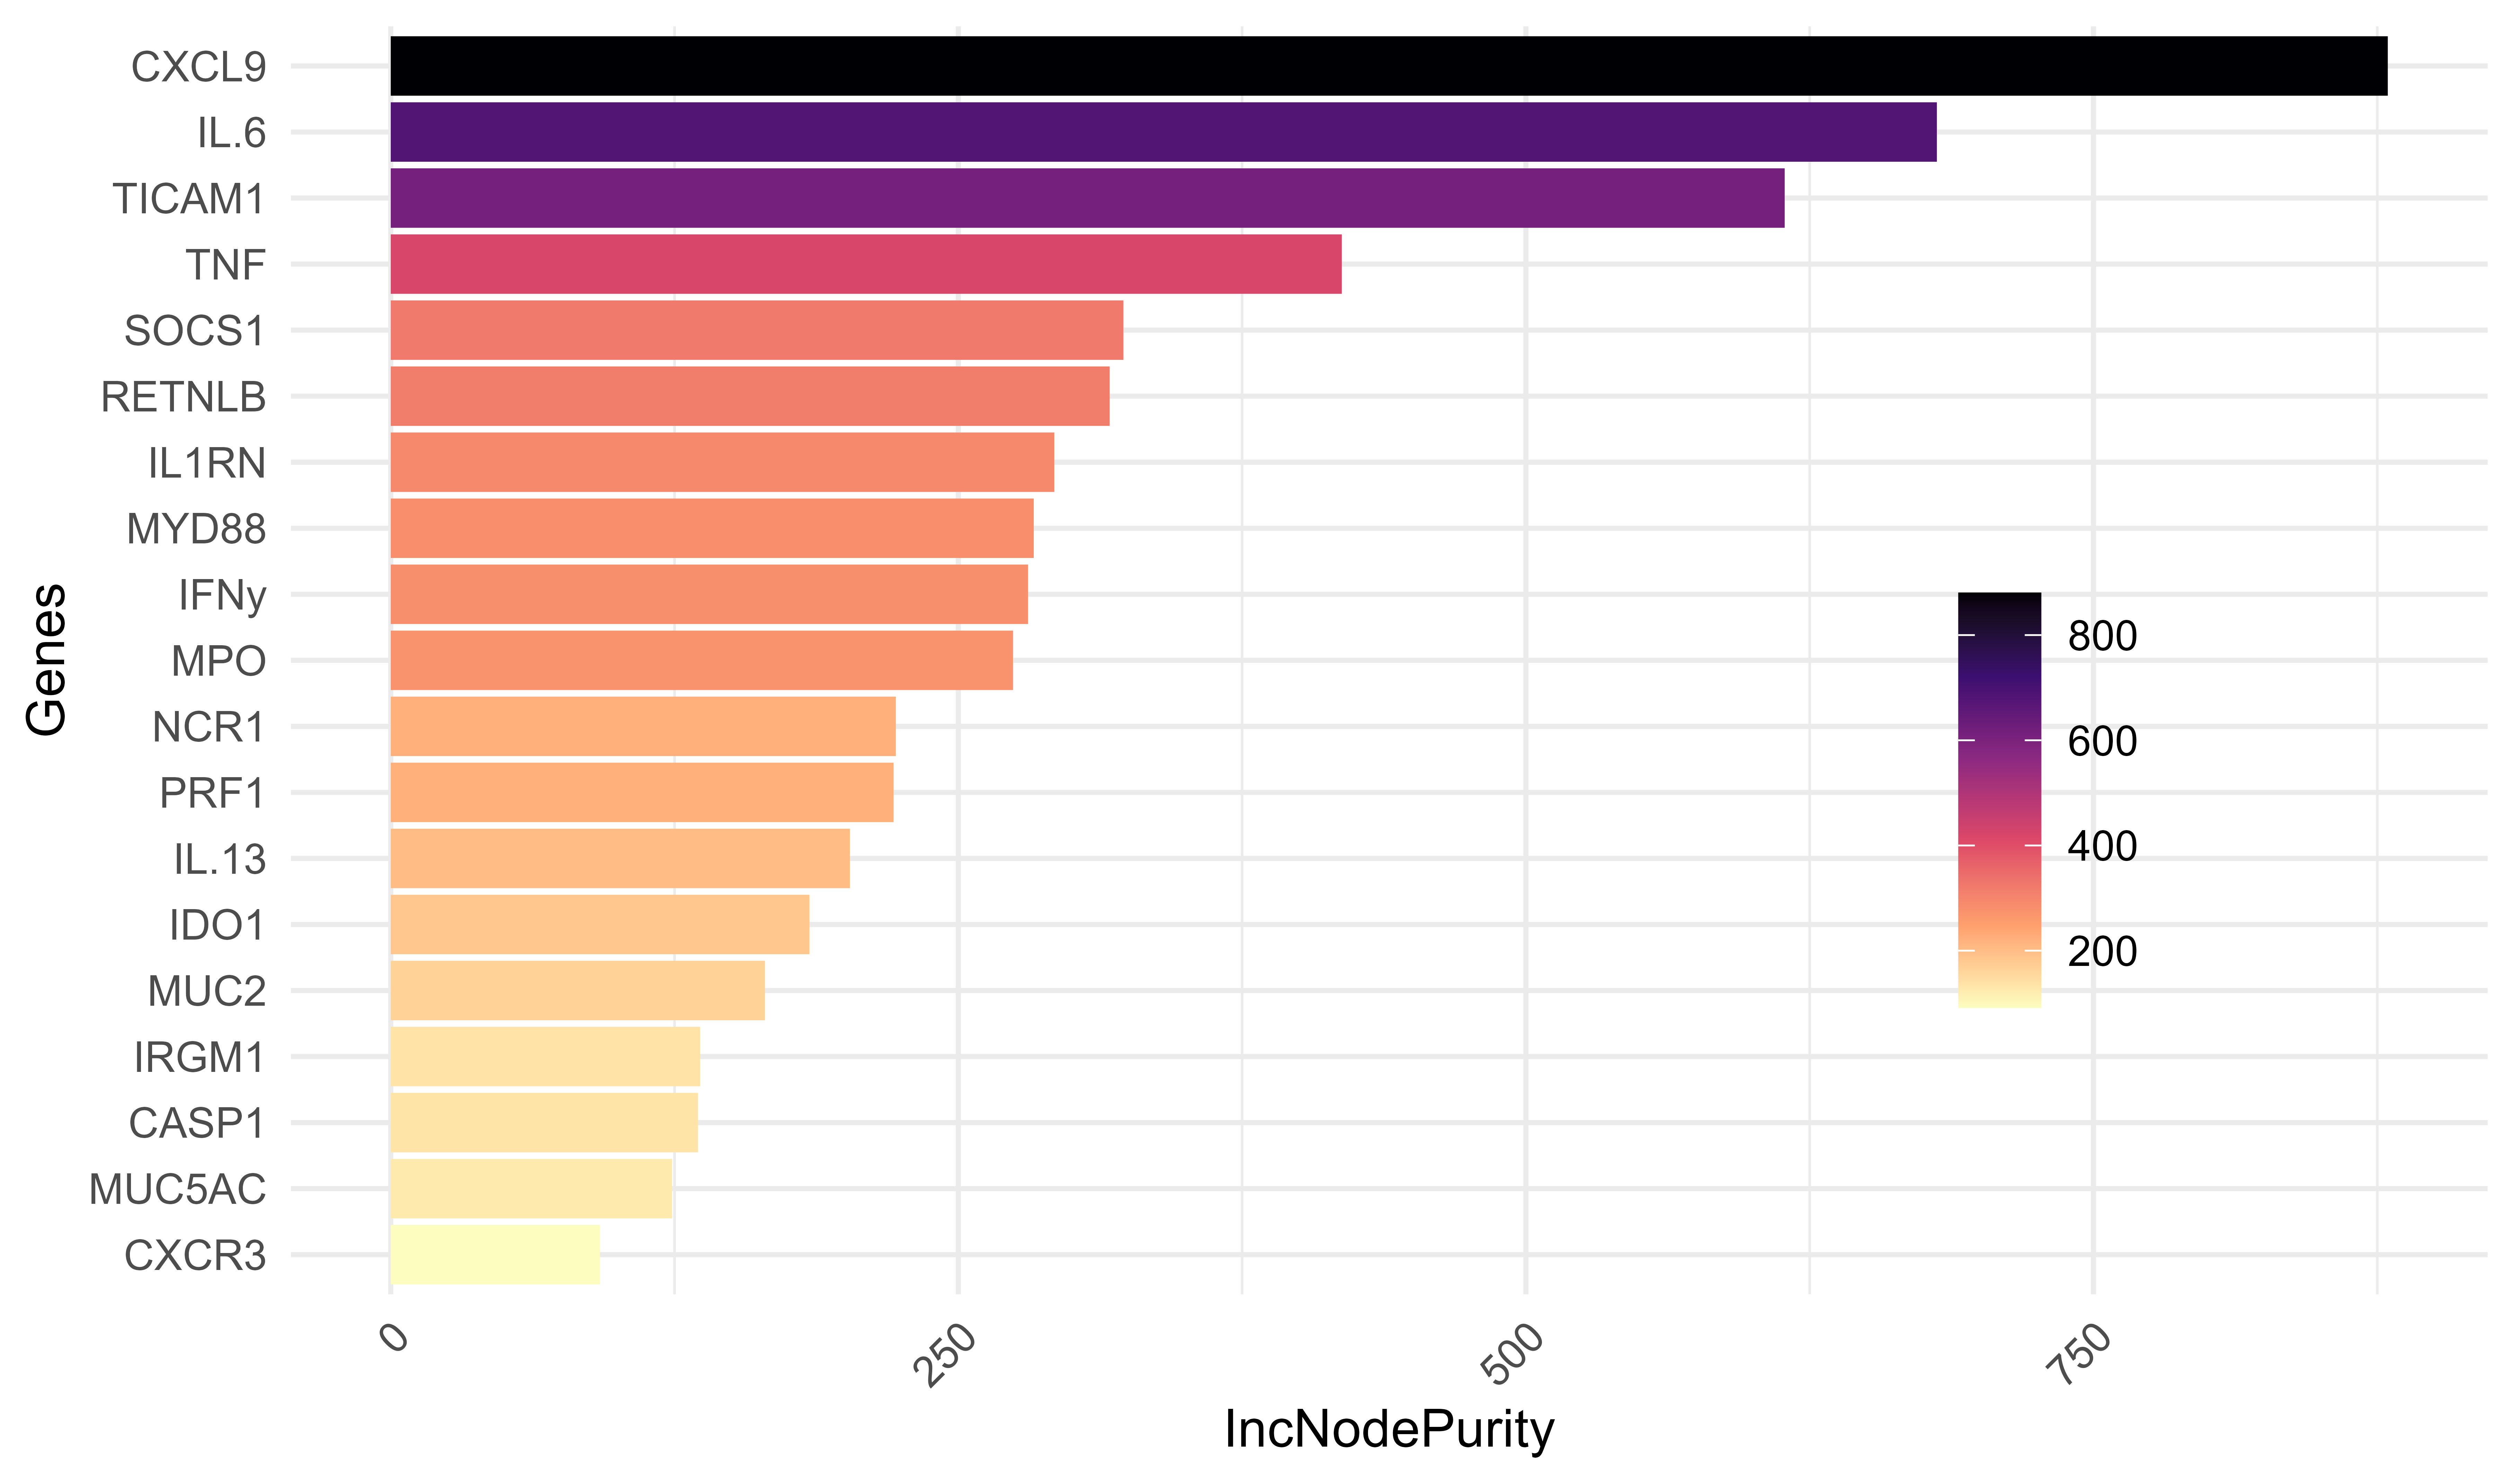 Genes
CXCL9
IL.6
TICAM1
TNF
SOCS1
RETNLB
IL1RN
MYD88
IFNy
MPO
NCR1
PRF1
IL.13
IDO1
MUC2
IRGM1
CASP1
MUC5AC
CXCR3
800
600
400
200
0
250
500
750
IncNodePurity